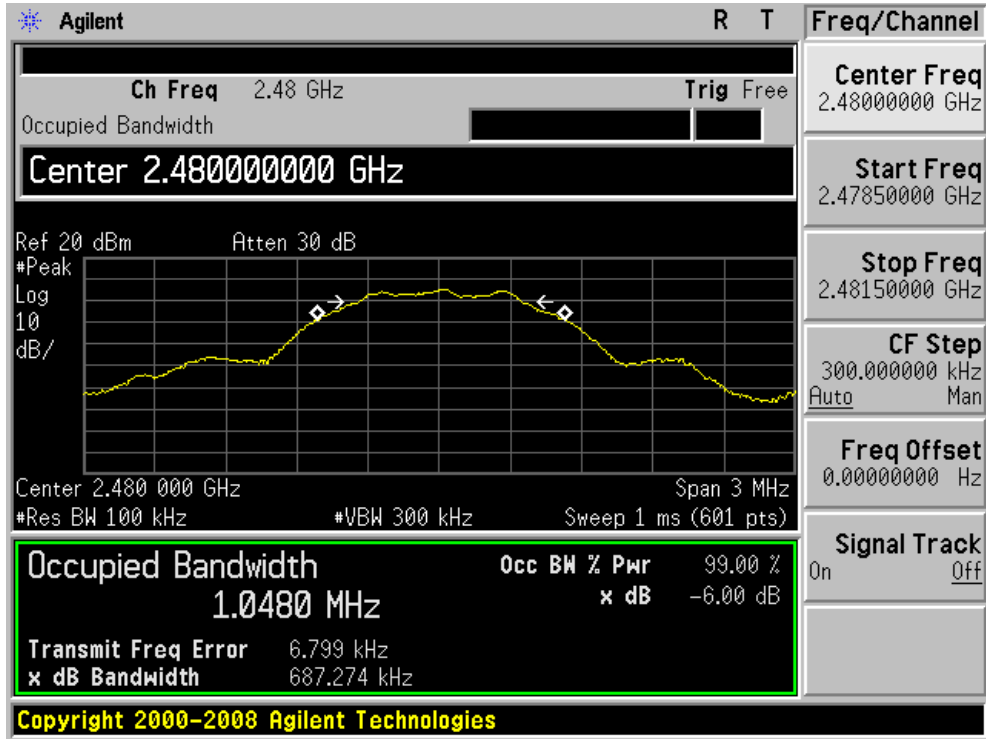 Agilent R T Freq/Channel
Ch Freq 2.48 GHz Trig Free
Occupied Bandwidth
Center 2.480000000 GHz
Ref 20 dBm Atten 30 dB
#Peak
Log
10
dB/
Center 2.480 000 GHz Span 3 MHz
#Res BW 100 kHz #VBW 300 kHz Sweep 1 ms (601 pts)
Occupied Bandwidth Occ BW % Pwr 99.00 %
1.0480 MHz x dB -6.00 dB
Transmit Freq Error 6.799 kHz
x dB Bandwidth 687.274 kHz
Center Freq
2.48000000 GHz
Start Freq
2.47850000 GHz
Stop Freq
2.48150000 GHz
CF Step
300.000000 kHz
Auto Man
Freq Offset
0.00000000 Hz
Signal Track
On Off
Copyright 2000-2008 Agilent Technologies